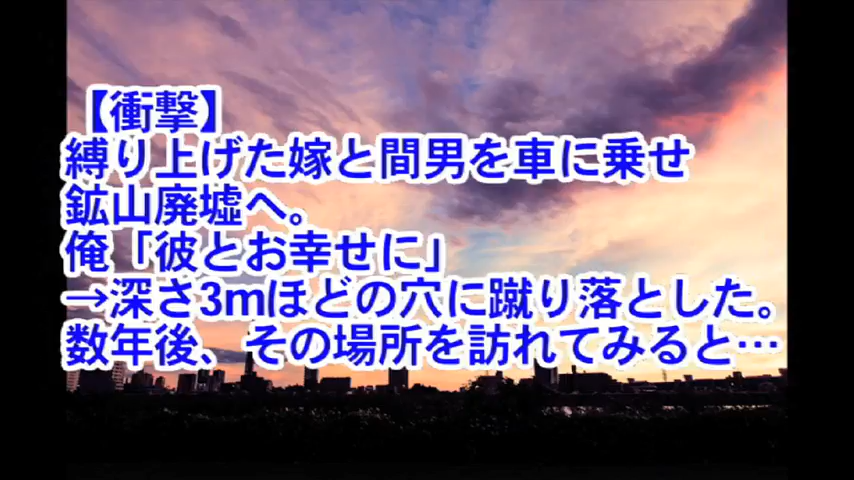 【衝撃】
縛り上げた嫁と間男を車に乗せ
鉱山廃墟へ。
俺「彼とお幸せに」
→深さ3mほどの穴に蹴り落とした。
数年後、その場所を訪れてみると…